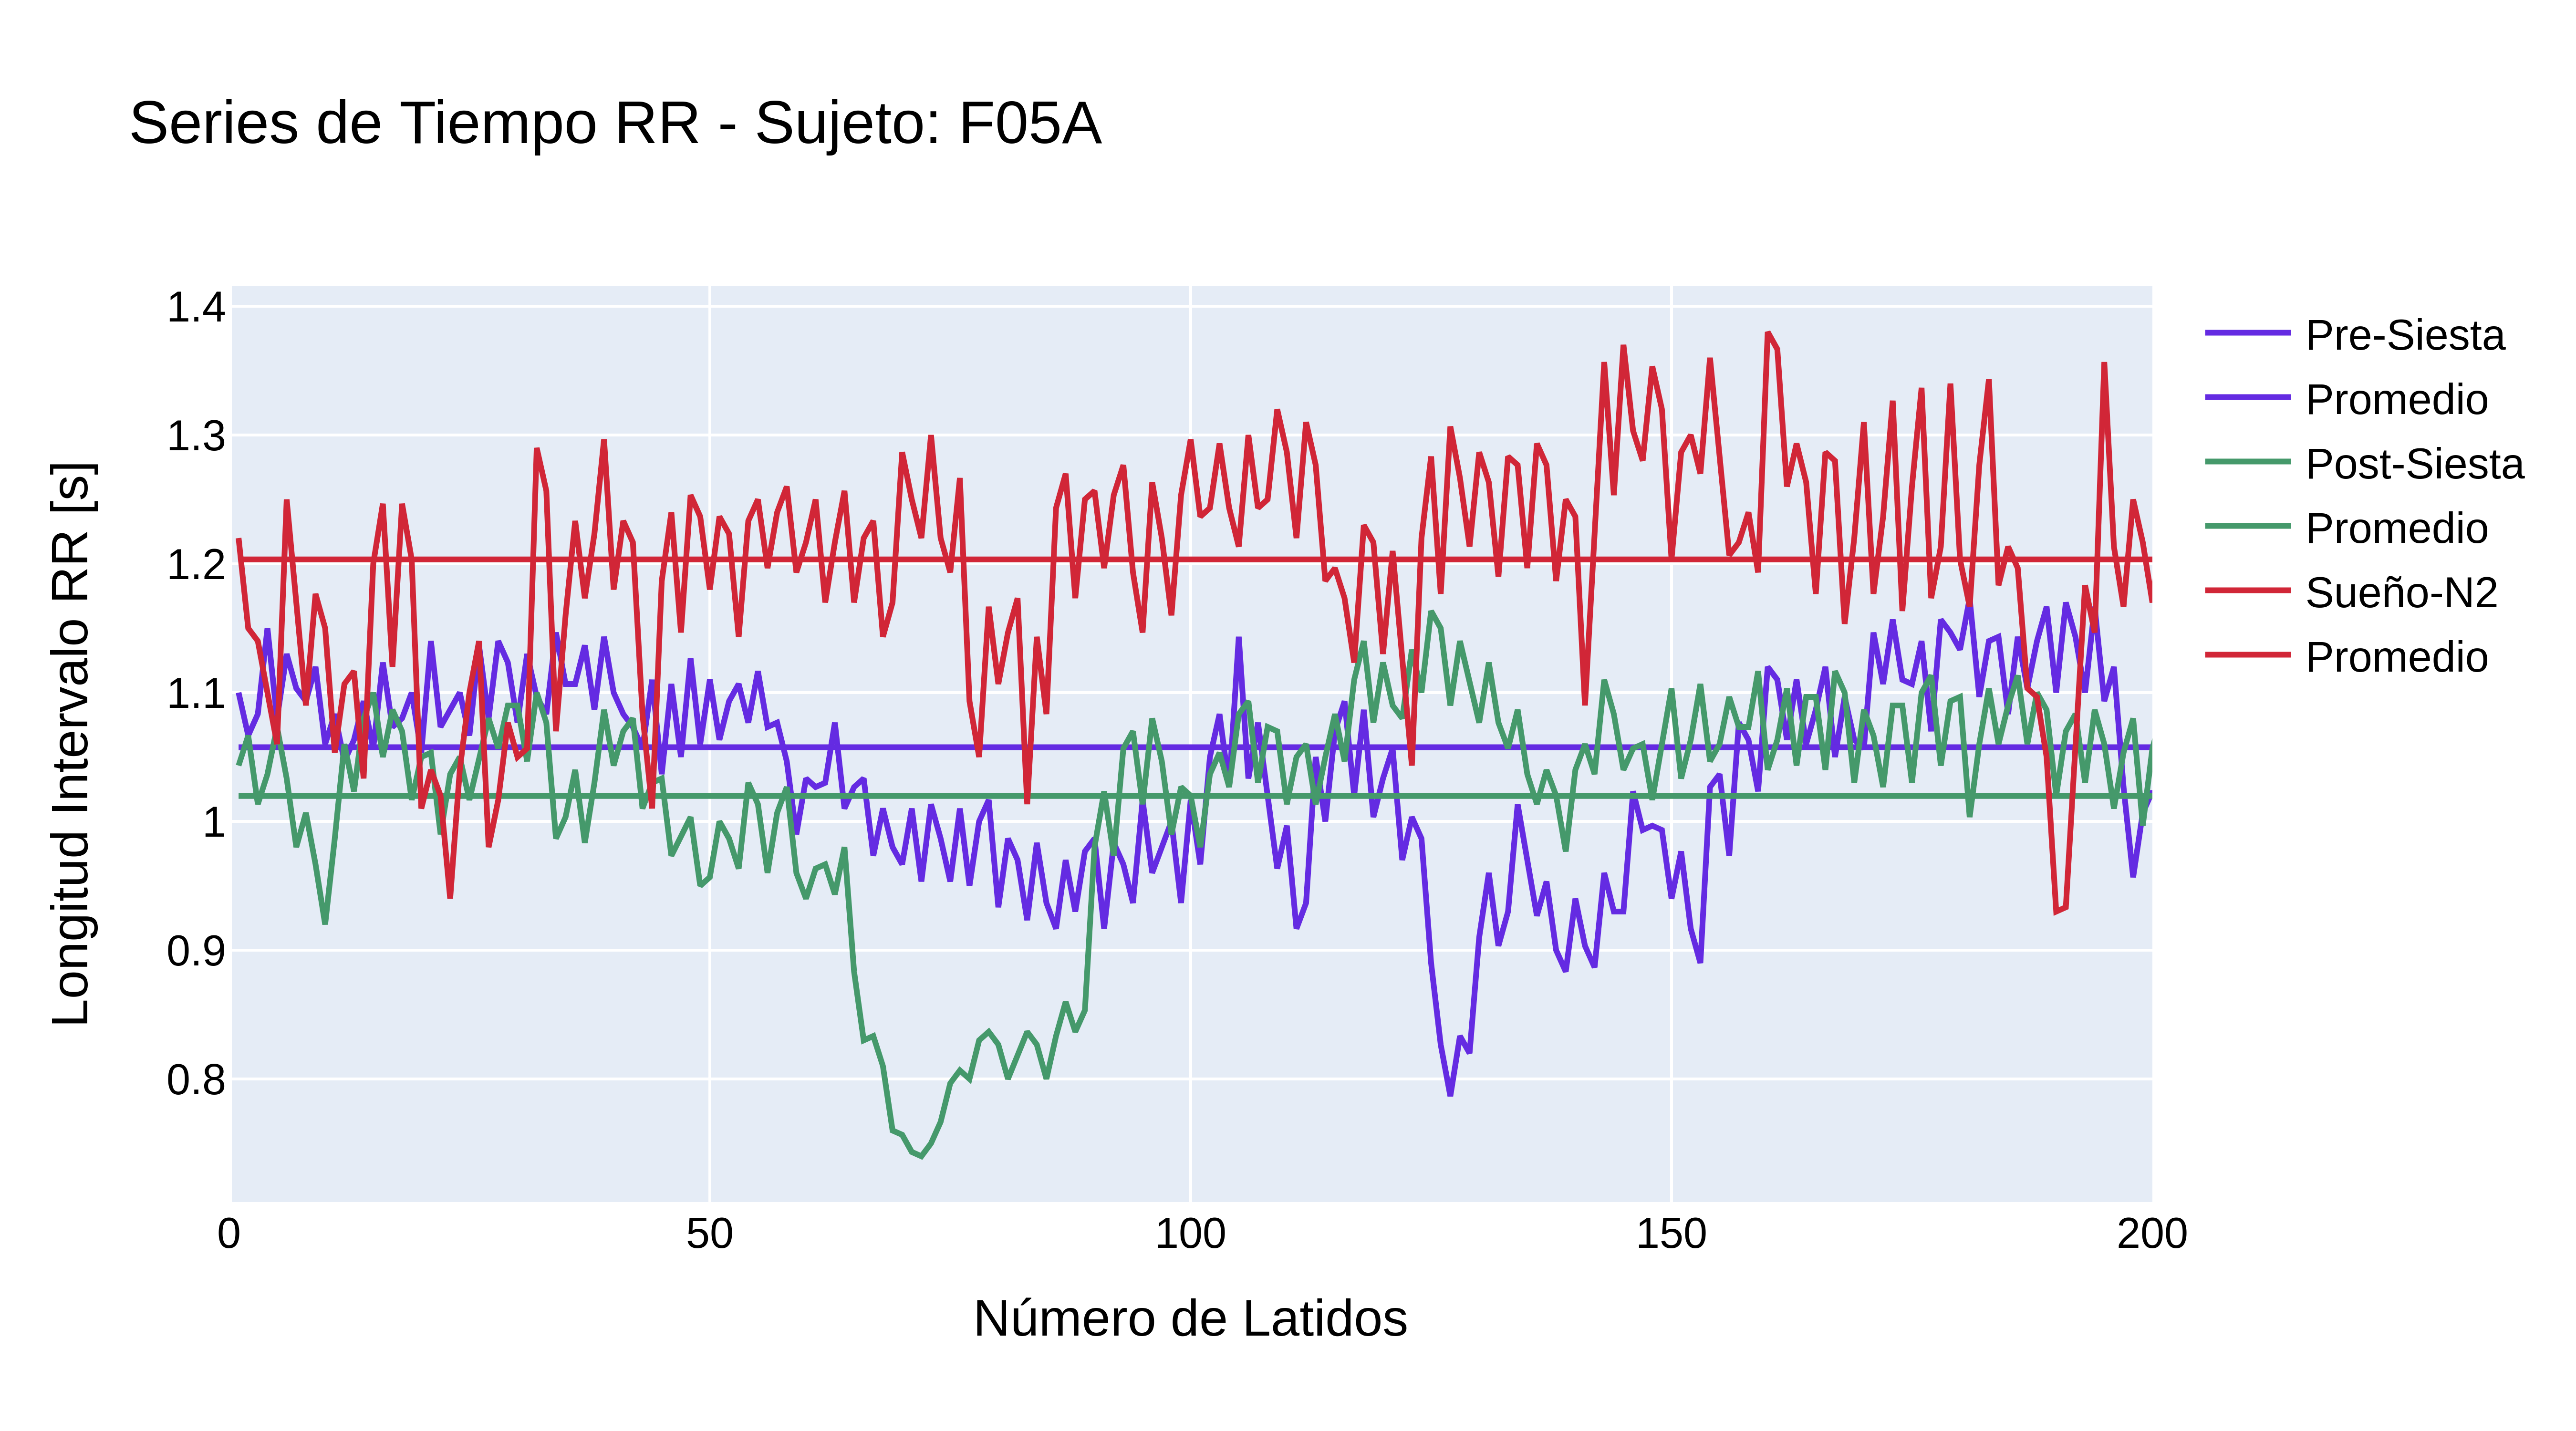 Series de Tiempo RR - Sujeto: F05A
Longitud Intervalo RR [s]
1.4
1.3
1.2
1.1
1
0.9
0.8
0
50
100
150
200
Número de Latidos
Pre-Siesta
Promedio
Post-Siesta
Promedio
Sueño-N2
Promedio